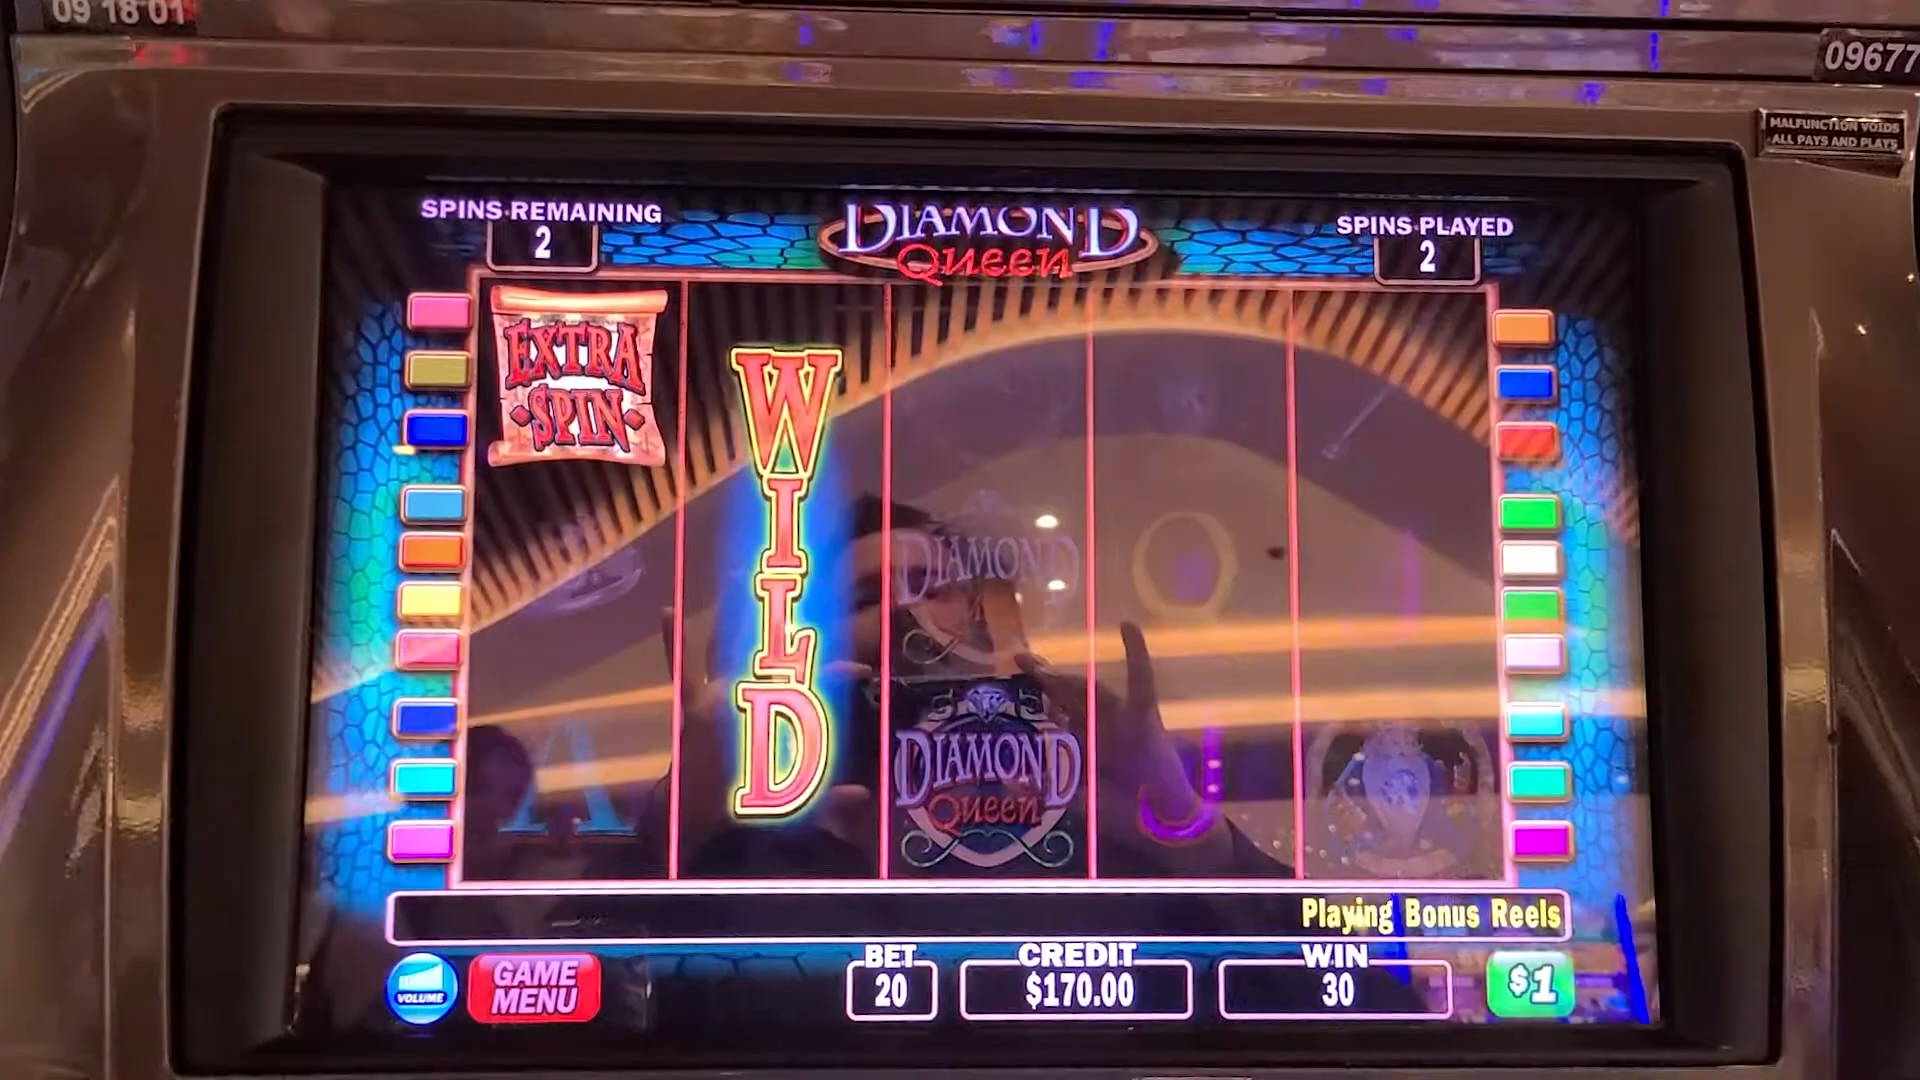 09 18 01
09677
MALFUNCTION VOIDS
ALL PAYS AND PLAYS
SPINS REMAINING
2
DIAMOND
Queen
SPINS PLAYED
2
EXTRA
SPIN
WILD
DIAMOND
Q
DIAMOND
Queen
A
J
Playing Bonus Reels
VOLUME
GAME
MENU
BET
20
CREDIT
$170.00
WIN
30
$1